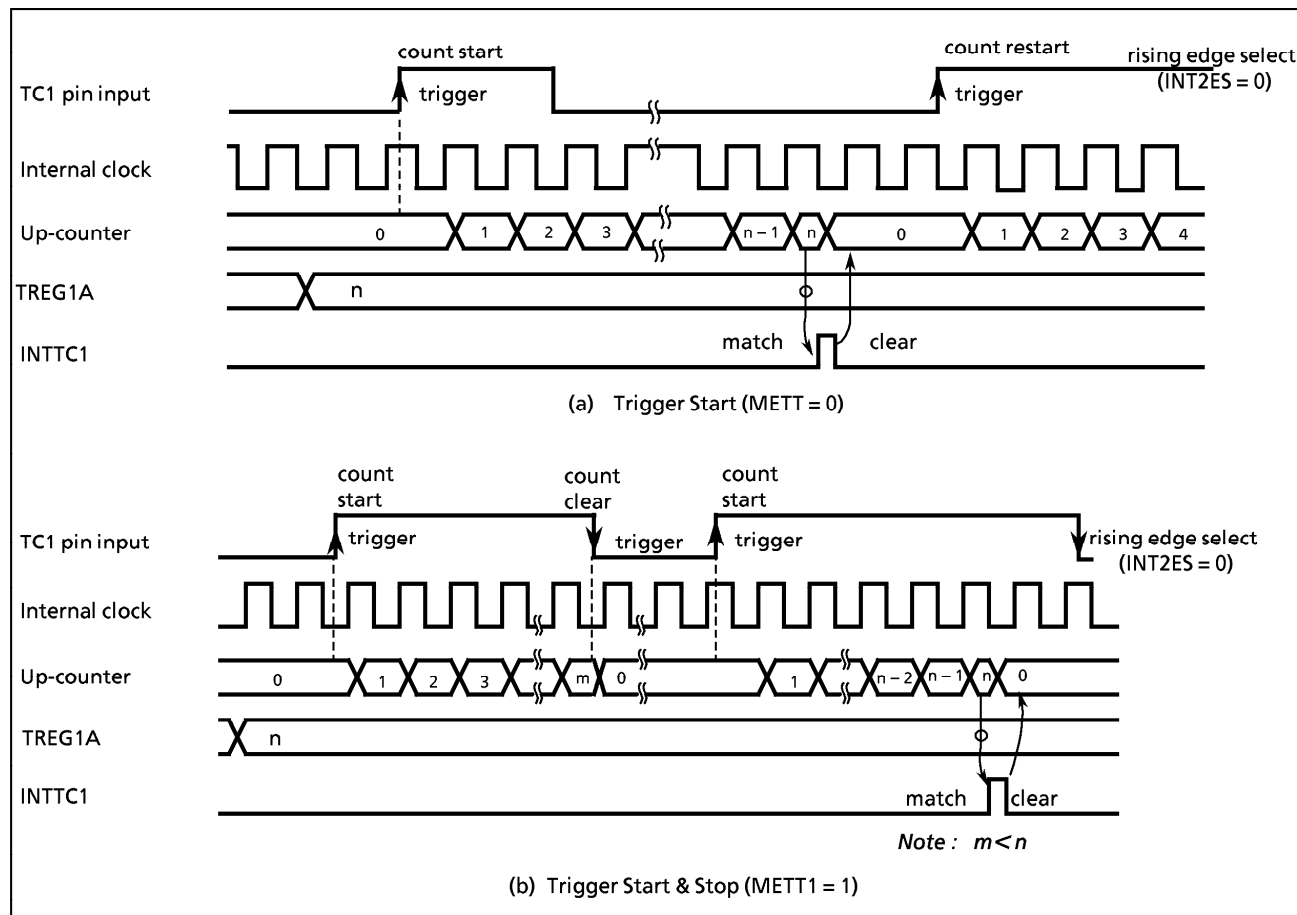 count start
count restart
rising edge select
(INT2ES = 0)
TC1 pin input
trigger
trigger
Internal clock
Up-counter
0 1 2 3 n – 1 n 0 1 2 3 4
TREG1A
n
INTTC1
match
clear
(a) Trigger Start (METT = 0)
count
start
count
clear
count
start
TC1 pin input
trigger
trigger
trigger
rising edge select
(INT2ES = 0)
Internal clock
Up-counter
0 1 2 3 m 0 1 n – 2 n – 1 n 0
TREG1A
n
INTTC1
match
clear
Note : m < n
(b) Trigger Start & Stop (METT1 = 1)